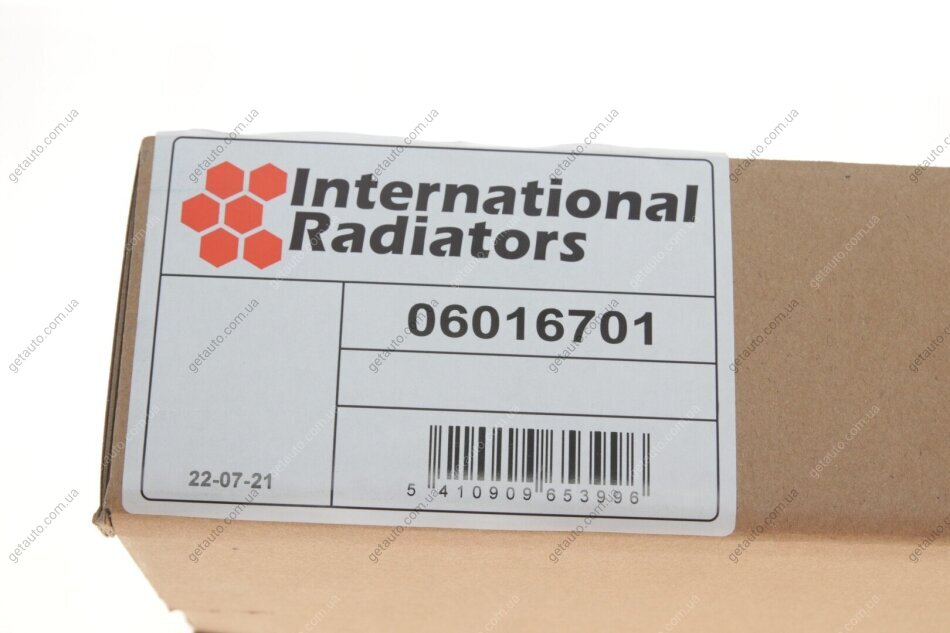 International
Radiators
06016701
22-07-21
5 410909 653996
getauto.com.ua